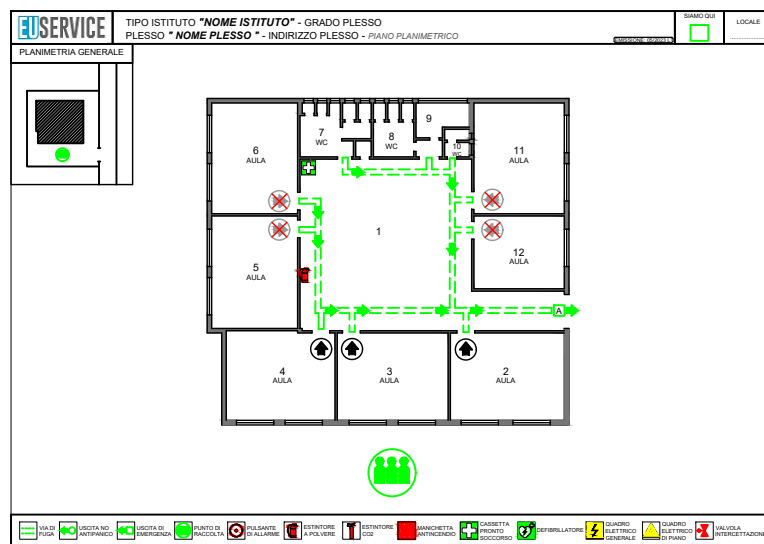 EUSERVICE
TIPO ISTITUTO "NOME ISTITUTO" - GRADO PLESSO
PLESSO " NOME PLESSO " - INDIRIZZO PLESSO - PIANO PLANIMETRICO
SIAMO QUI
LOCALE
PLANIMETRIA GENERALE
6
AULA
7
WC
8
WC
9
10
WC
11
AULA
1
12
AULA
5
AULA
A
4
AULA
3
AULA
2
AULA
VIA DI
FUGA
USCITA NO
ANTIPANICO
USCITA DI
EMERGENZA
PUNTO DI
RACCOLTA
PULSANTE
DI ALLARME
ESTINTORE
A POLVERE
ESTINTORE
CO2
MANICHETTA
ANTINCENDIO
CASSETTA
PRONTO
SOCCORSO
DEFIBRILLATORE
QUADRO
ELETTRICO
GENERALE
QUADRO
ELETTRICO
DI PIANO
VALVOLA
INTERCETTAZIONE